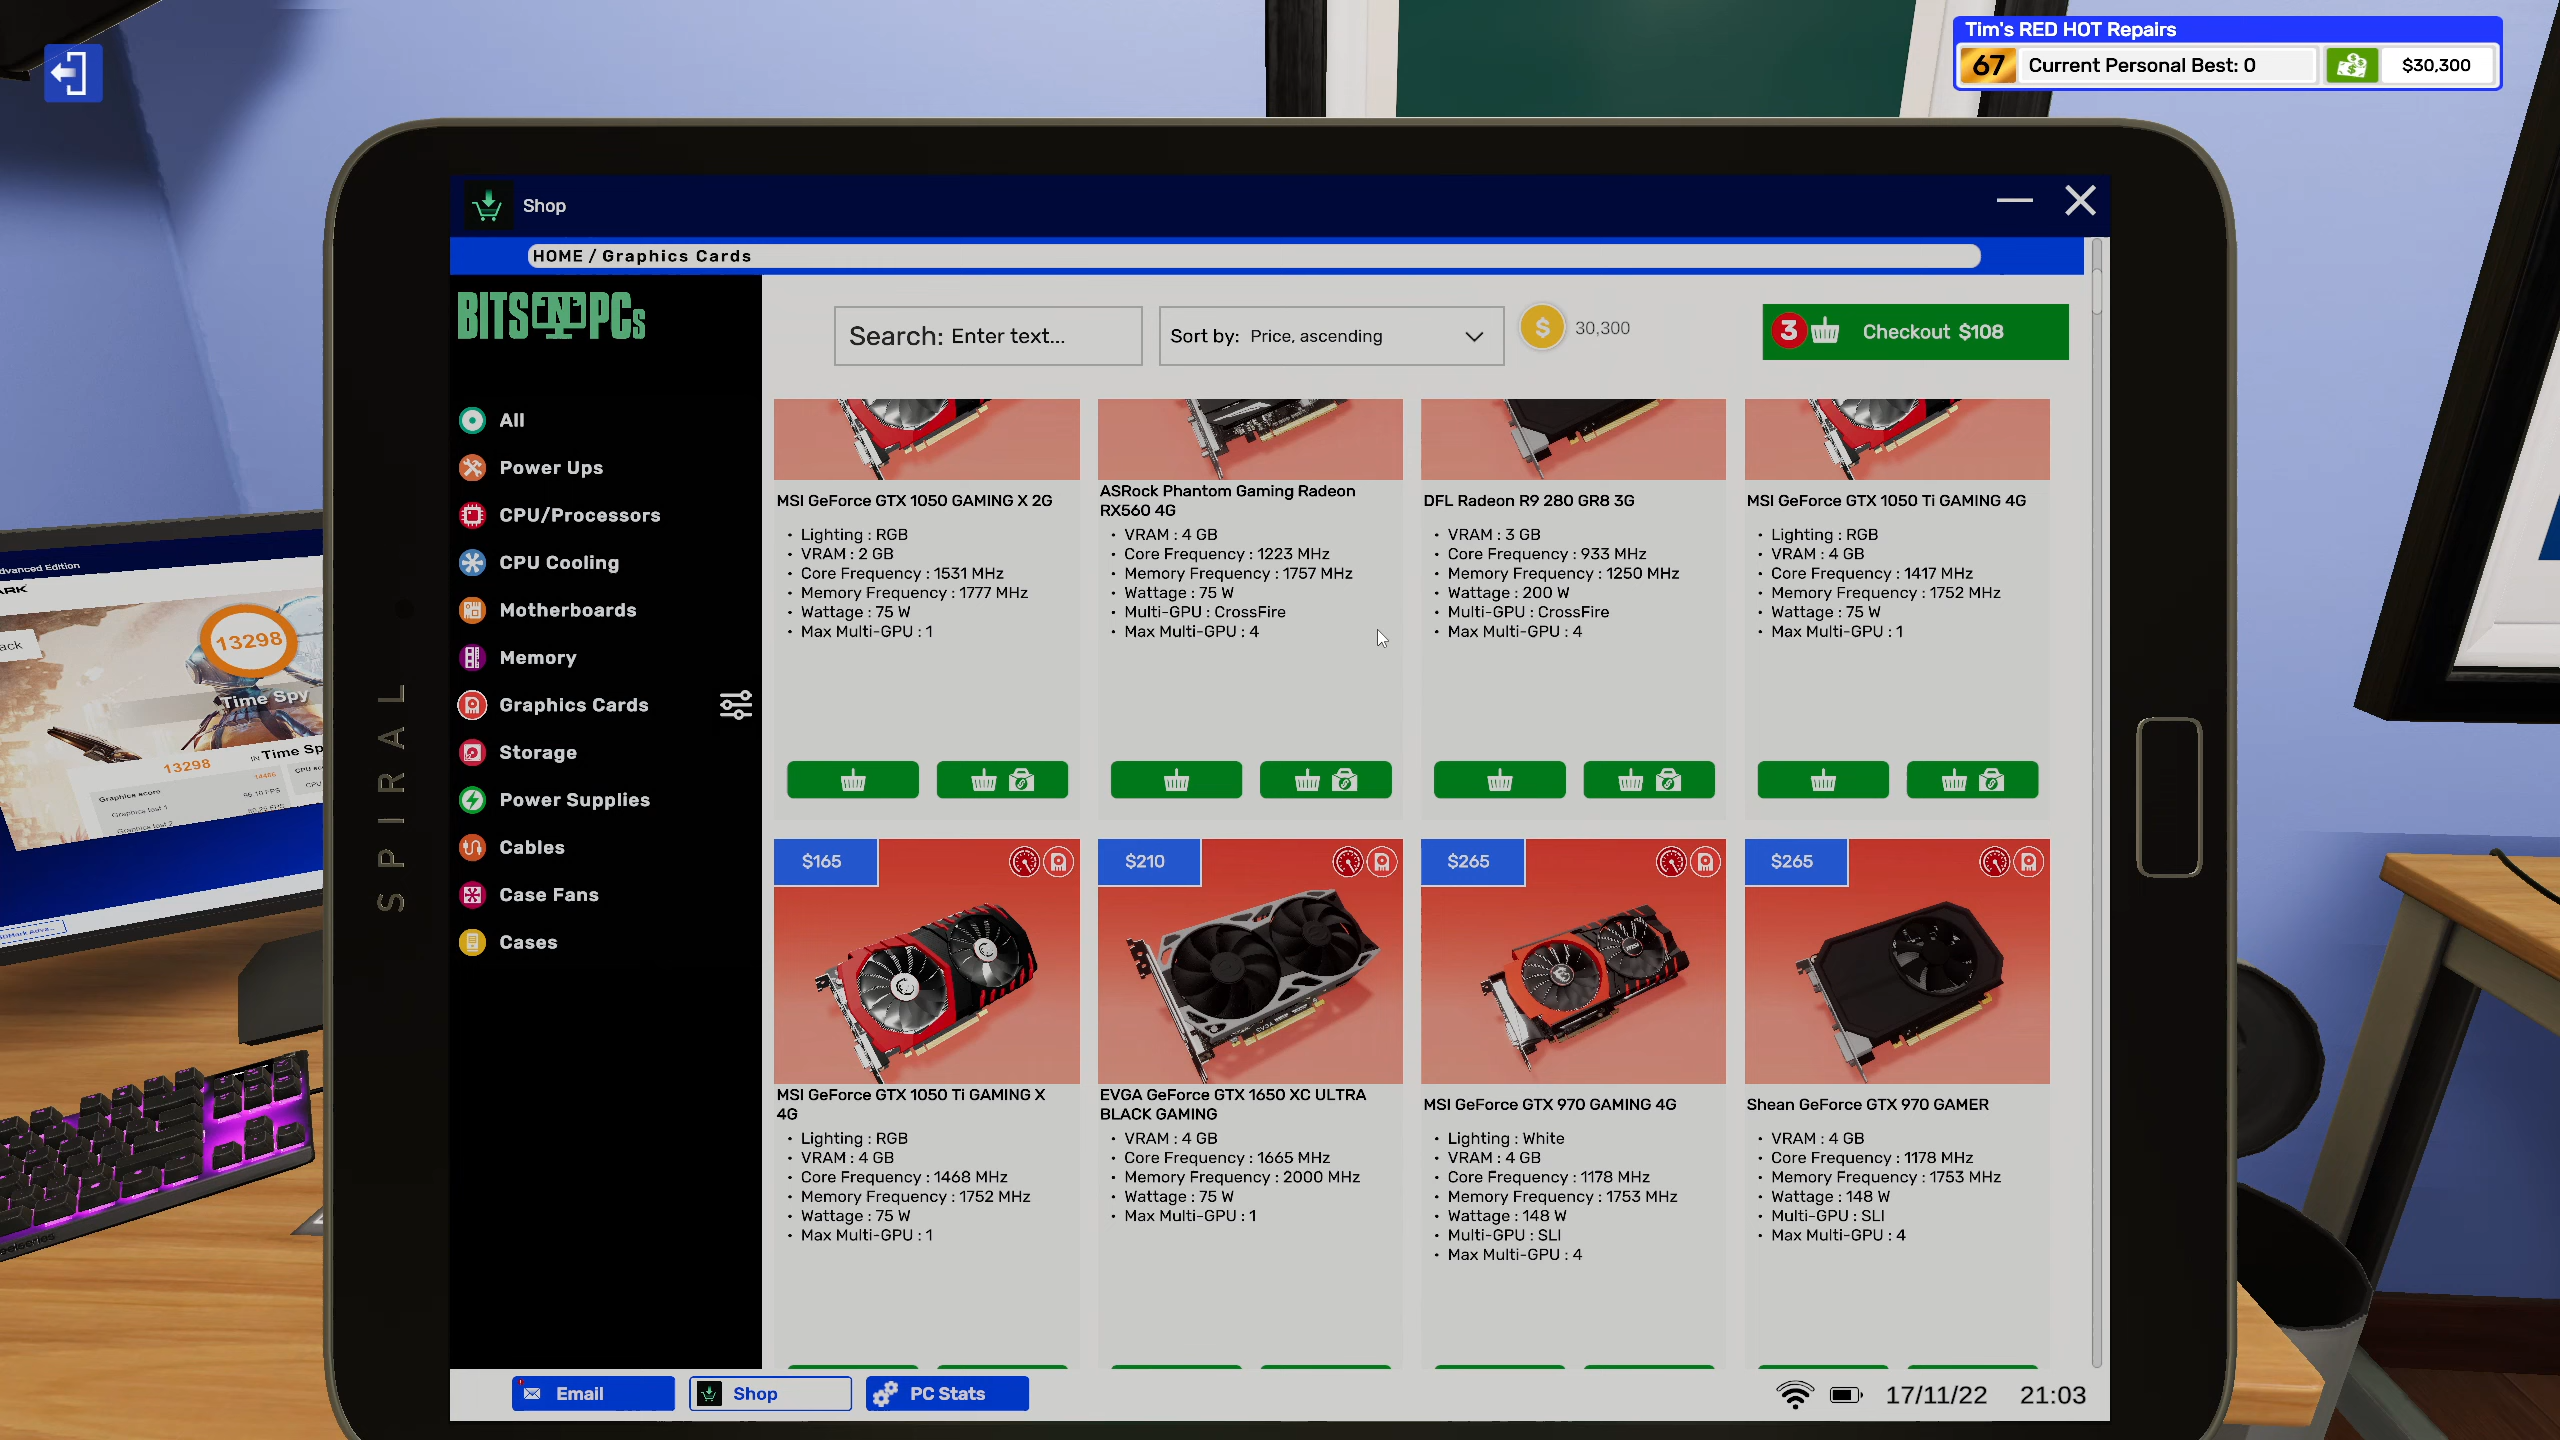 Tim's RED HOT Repairs
67 Current Personal Best: 0 $30,300
Shop
HOME / Graphics Cards
BITS EN PCs
Search: Enter text...
Sort by: Price, ascending
$ 30,300
3 Checkout $108
All
Power Ups
CPU/Processors
CPU Cooling
Motherboards
Memory
Graphics Cards
Storage
Power Supplies
Cables
Case Fans
Cases
MSI GeForce GTX 1050 GAMING X 2G
• Lighting : RGB
• VRAM : 2 GB
• Core Frequency : 1531 MHz
• Memory Frequency : 1777 MHz
• Wattage : 75 W
• Max Multi-GPU : 1
ASRock Phantom Gaming Radeon
RX560 4G
• VRAM : 4 GB
• Core Frequency : 1223 MHz
• Memory Frequency : 1757 MHz
• Wattage : 75 W
• Multi-GPU : CrossFire
• Max Multi-GPU : 4
DFL Radeon R9 280 GR8 3G
• VRAM : 3 GB
• Core Frequency : 933 MHz
• Memory Frequency : 1250 MHz
• Wattage : 200 W
• Multi-GPU : CrossFire
• Max Multi-GPU : 4
MSI GeForce GTX 1050 Ti GAMING 4G
• Lighting : RGB
• VRAM : 4 GB
• Core Frequency : 1417 MHz
• Memory Frequency : 1752 MHz
• Wattage : 75 W
• Max Multi-GPU : 1
$165
MSI GeForce GTX 1050 Ti GAMING X
4G
• Lighting : RGB
• VRAM : 4 GB
• Core Frequency : 1468 MHz
• Memory Frequency : 1752 MHz
• Wattage : 75 W
• Max Multi-GPU : 1
$210
EVGA GeForce GTX 1650 XC ULTRA
BLACK GAMING
• VRAM : 4 GB
• Core Frequency : 1665 MHz
• Memory Frequency : 2000 MHz
• Wattage : 75 W
• Max Multi-GPU : 1
$265
MSI GeForce GTX 970 GAMING 4G
• Lighting : White
• VRAM : 4 GB
• Core Frequency : 1178 MHz
• Memory Frequency : 1753 MHz
• Wattage : 148 W
• Multi-GPU : SLI
• Max Multi-GPU : 4
$265
Shean GeForce GTX 970 GAMER
• VRAM : 4 GB
• Core Frequency : 1178 MHz
• Memory Frequency : 1753 MHz
• Wattage : 148 W
• Multi-GPU : SLI
• Max Multi-GPU : 4
Email
Shop
PC Stats
17/11/22 21:03
SPIRAL
dvanced Edition
ARK
ack
13298
Time Spy
13298 IN Time Sp
Graphics score
Graphics test 1